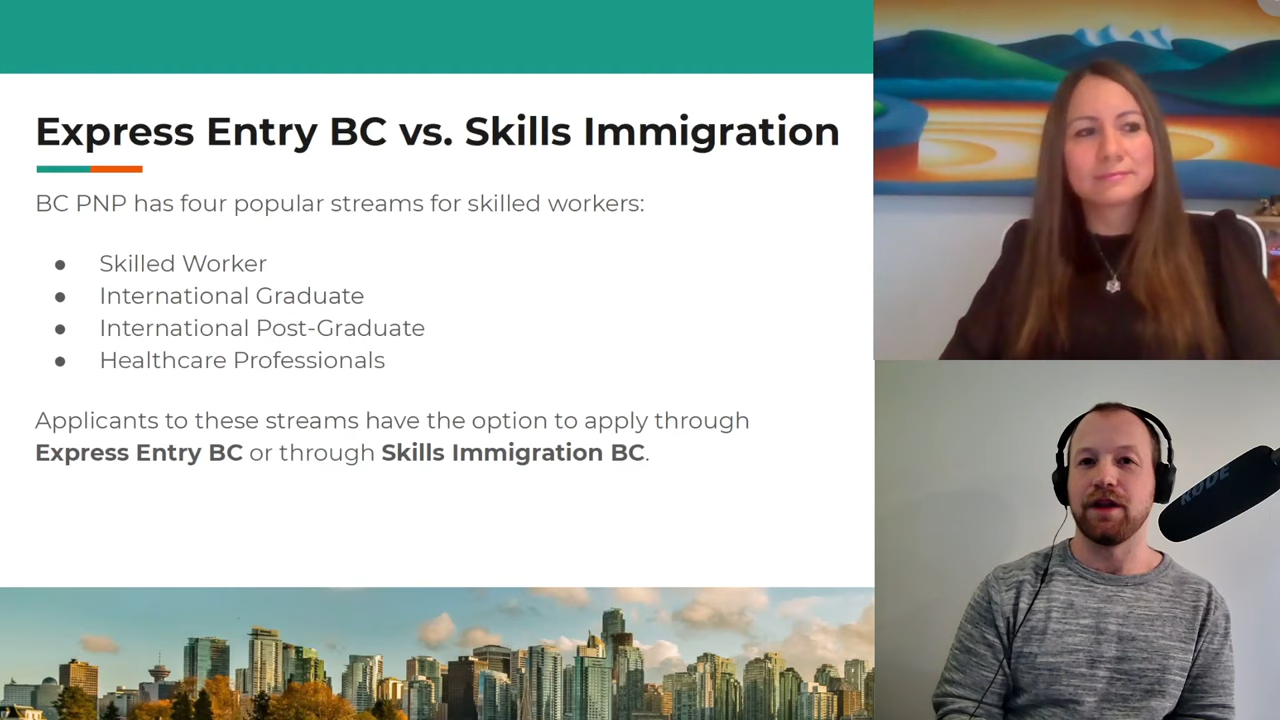 Express Entry BC vs. Skills Immigration
BC PNP has four popular streams for skilled workers:
● Skilled Worker
● International Graduate
● International Post-Graduate
● Healthcare Professionals
Applicants to these streams have the option to apply through
Express Entry BC or through Skills Immigration BC.
RODE